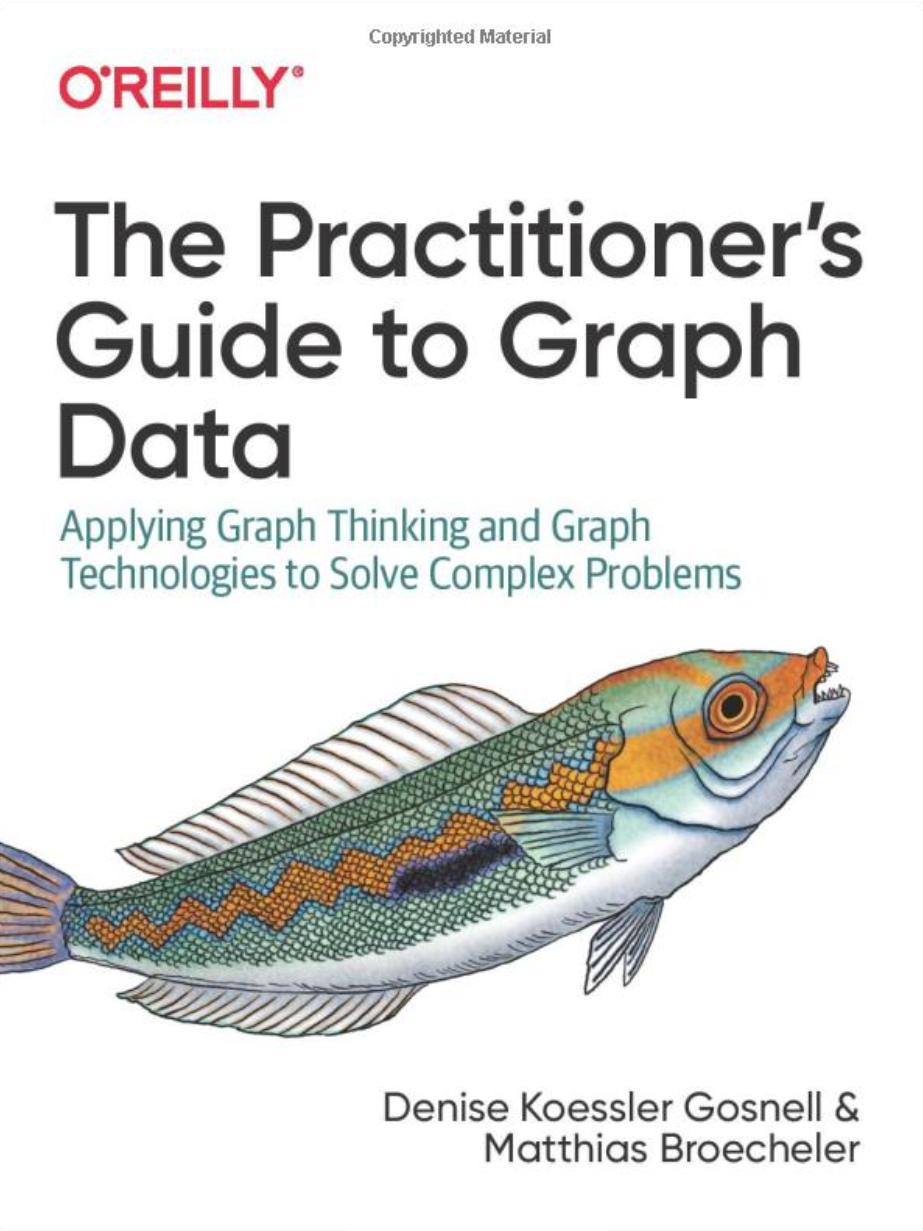 Copyrighted Material
O'REILLY®
The Practitioner's
Guide to Graph
Data
Applying Graph Thinking and Graph
Technologies to Solve Complex Problems
Denise Koessler Gosnell &
Matthias Broecheler